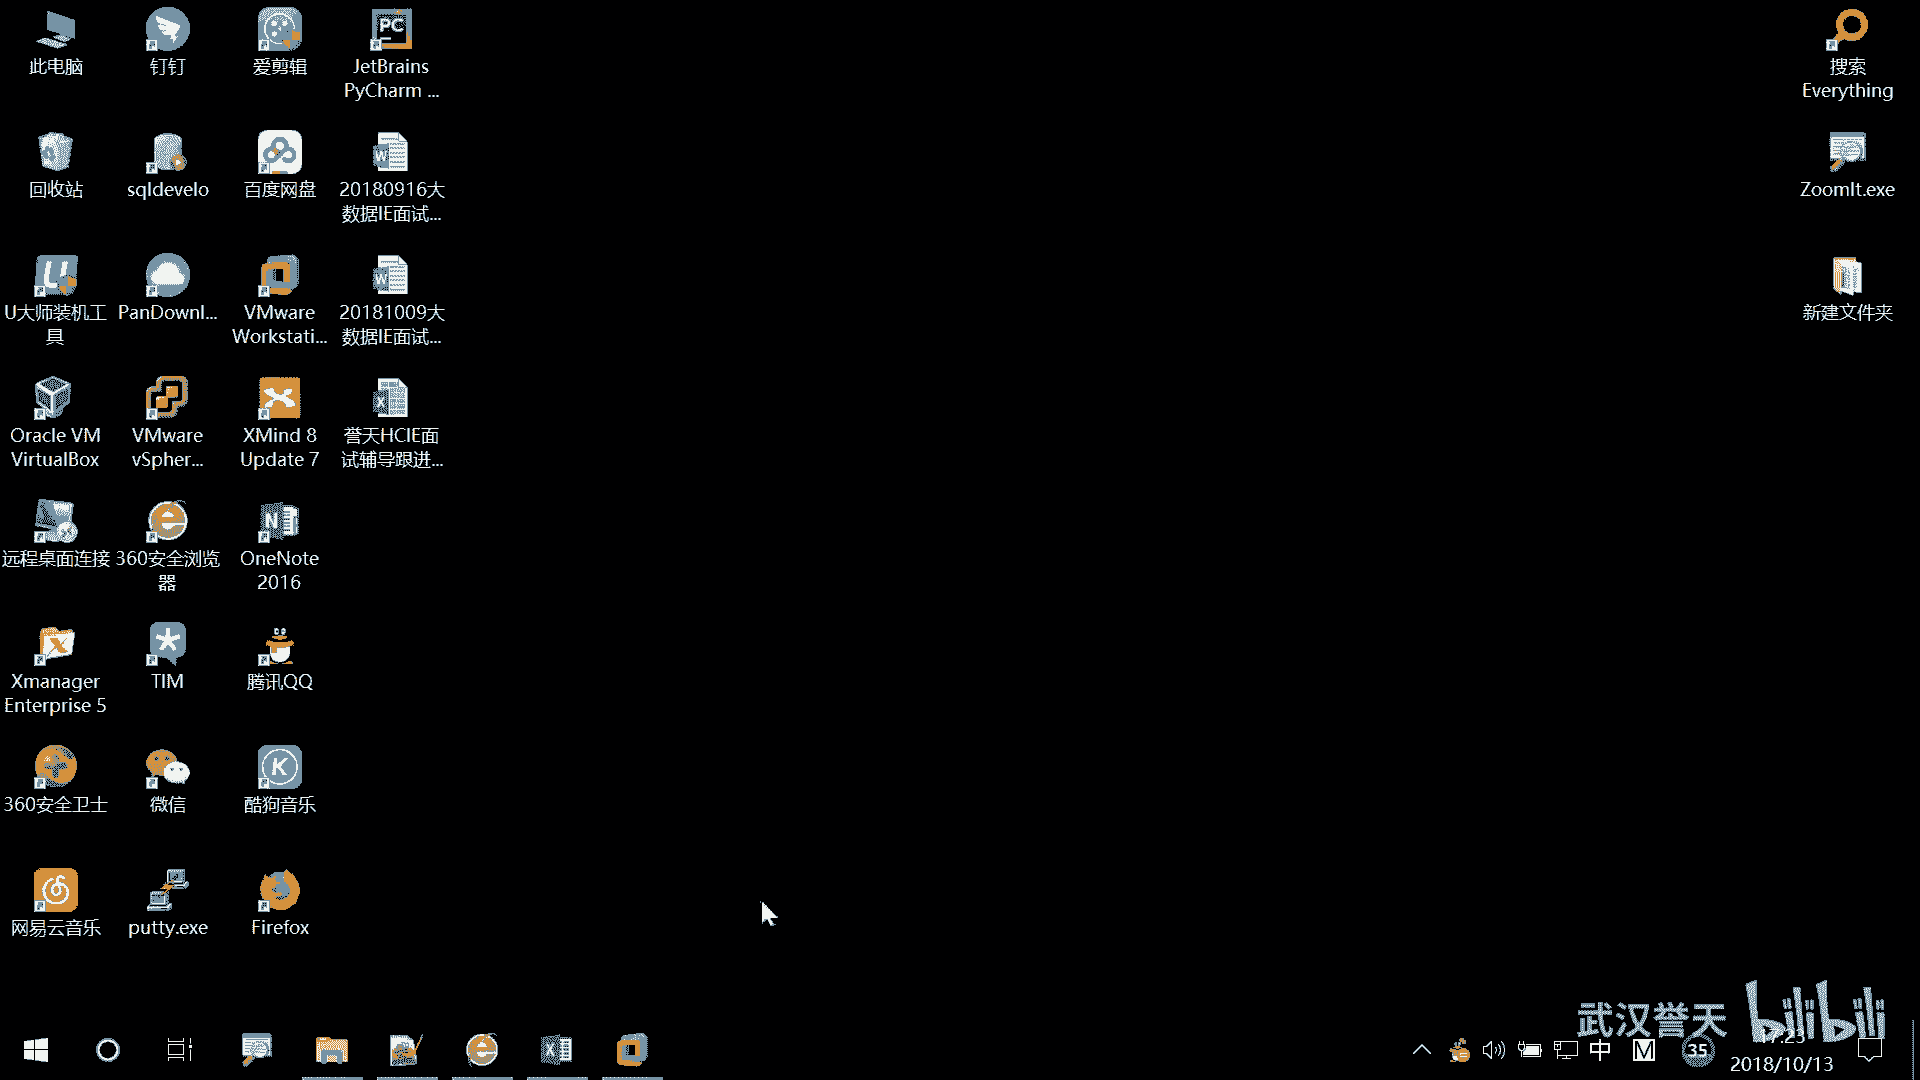 此电脑
钉钉
爱剪辑
JetBrains
PyCharm ...
搜索
Everything
回收站
sqldevelo
百度网盘
20180916大
数据IE面试...
ZoomIt.exe
U大师装机工
具
PanDownl...
VMware
Workstati...
20181009大
数据IE面试...
新建文件夹
Oracle VM
VirtualBox
VMware
vSpher...
XMind 8
Update 7
誉天HCIE面
试辅导跟进...
远程桌面连接
360安全浏览
器
OneNote
2016
Xmanager
Enterprise 5
TIM
腾讯QQ
360安全卫士
微信
酷狗音乐
网易云音乐
putty.exe
Firefox
武汉誉天
bilibili
中
M
35
17:23
2018/10/13